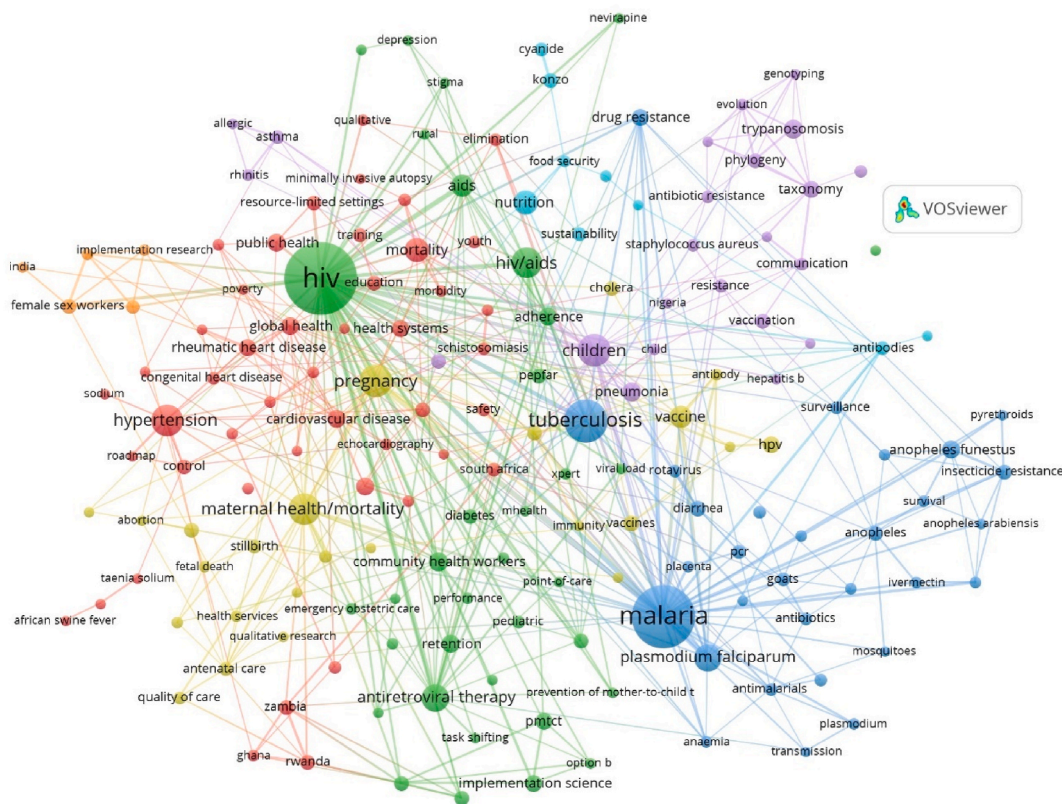 nevirapine
depression
cyanide
stigma
konzo
genotyping
evolution
allergic
asthma
qualitative
rural
elimination
drug resistance
trypanosomosis
rhinitis
minimally invasive autopsy
food security
phylogeny
resource-limited settings
aids
nutrition
antibiotic resistance
taxonomy
VOSviewer
public health
training
mortality
youth
sustainability
staphylococcus aureus
implementation research
hiv
hiv/aids
communication
india
education
cholera
resistance
poverty
morbidity
nigeria
female sex workers
adherence
vaccination
global health
health systems
rheumatic heart disease
schistosomiasis
children
child
antibodies
congenital heart disease
pregnancy
pepfar
antibody
hepatitis b
sodium
pneumonia
hypertension
cardiovascular disease
safety
tuberculosis
vaccine
surveillance
pyrethroids
roadmap
echocardiography
hpv
anopheles funestus
control
south africa
xpert
viral load
rotavirus
insecticide resistance
maternal health/mortality
diabetes
mhealth
diarrhea
survival
abortion
immunity
vaccines
anopheles arabiensis
stillbirth
anopheles
fetal death
community health workers
pcr
placenta
taenia solium
point-of-care
goats
ivermectin
performance
african swine fever
health services
emergency obstetric care
pediatric
malaria
antibiotics
qualitative research
retention
mosquitoes
antenatal care
plasmodium falciparum
quality of care
antiretroviral therapy
prevention of mother-to-child t
antimalarials
zambia
pmtct
plasmodium
task shifting
anaemia
transmission
ghana
rwanda
option b
implementation science